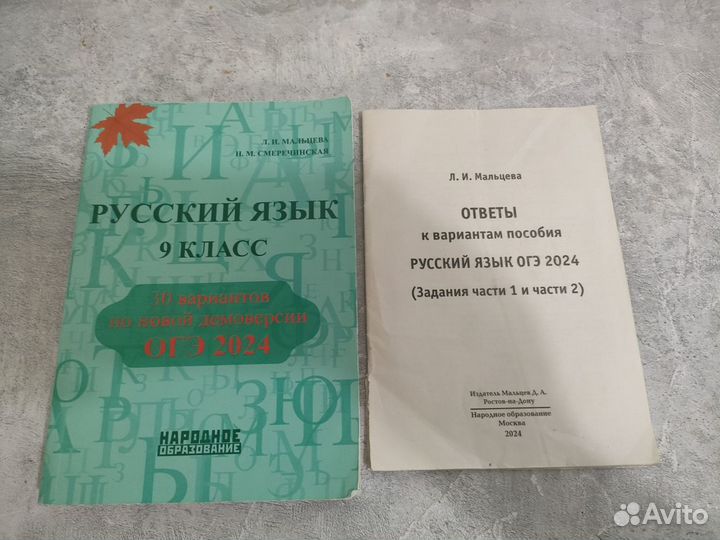 Л. И. МАЛЬЦЕВА
Н. М. СМЕРЕЧИНСКАЯ
РУССКИЙ ЯЗЫК
9 КЛАСС
30 вариантов
по новой демоверсии
ОГЭ 2024
НАРОДНОЕ
ОБРАЗОВАНИЕ
Л. И. Мальцева
ОТВЕТЫ
к вариантам пособия
РУССКИЙ ЯЗЫК ОГЭ 2024
(Задания части 1 и части 2)
Издатель Мальцев Д. А.
Ростов-на-Дону
Народное образование
Москва
2024
Avito